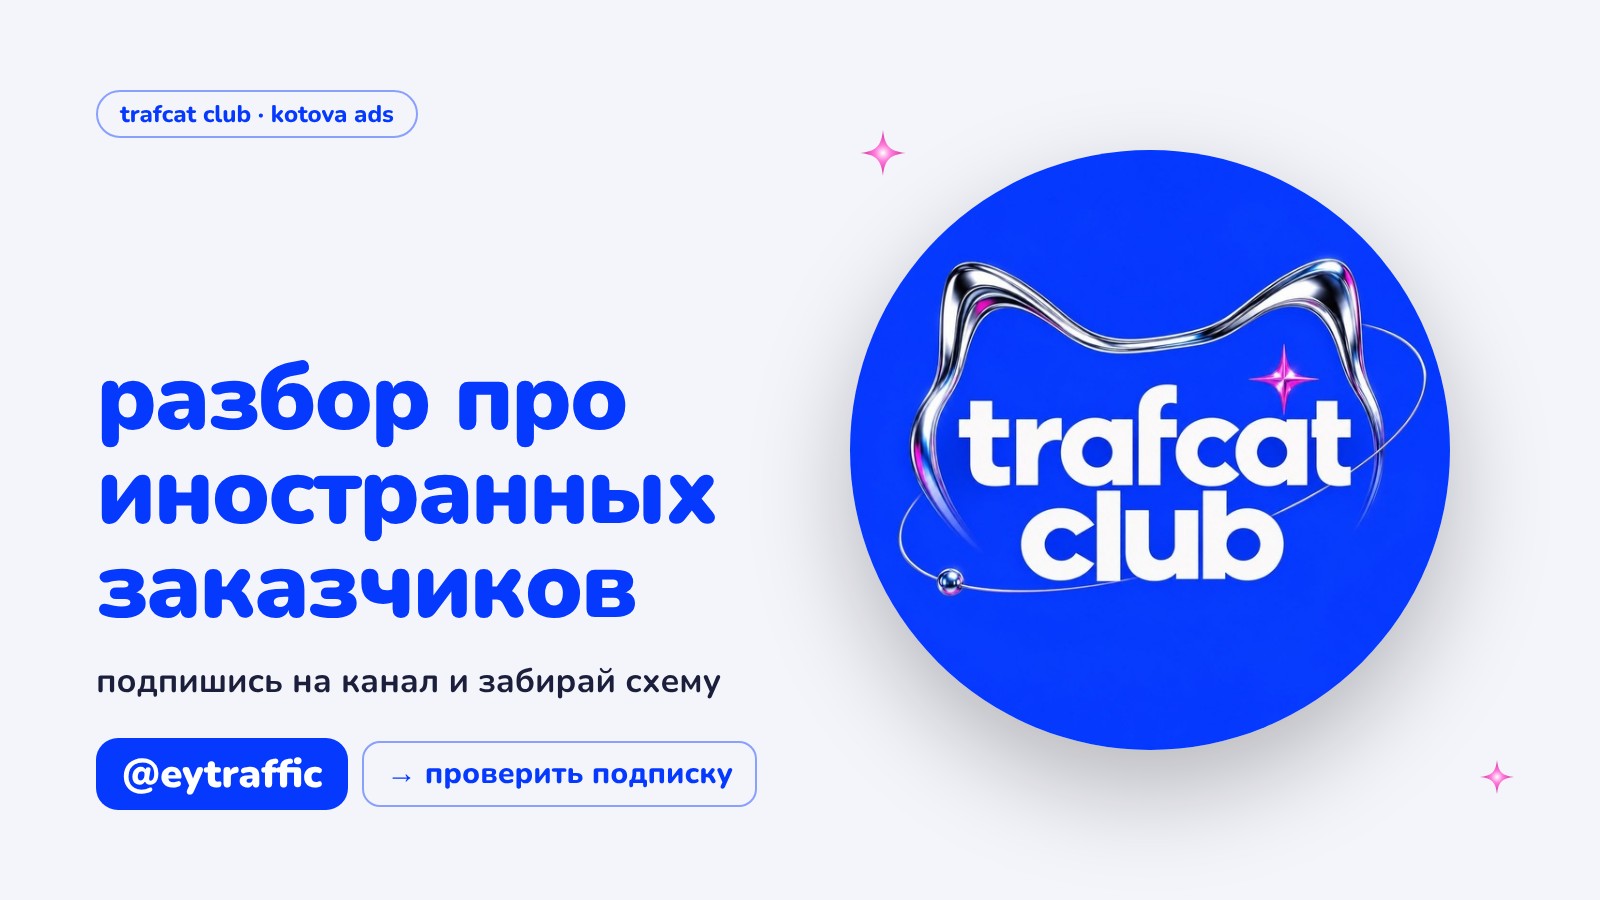 trafcat club · kotova ads
разбор про
иностранных
заказчиков
подпишись на канал и забирай схему
@eytraffic
→ проверить подписку
trafcat
club